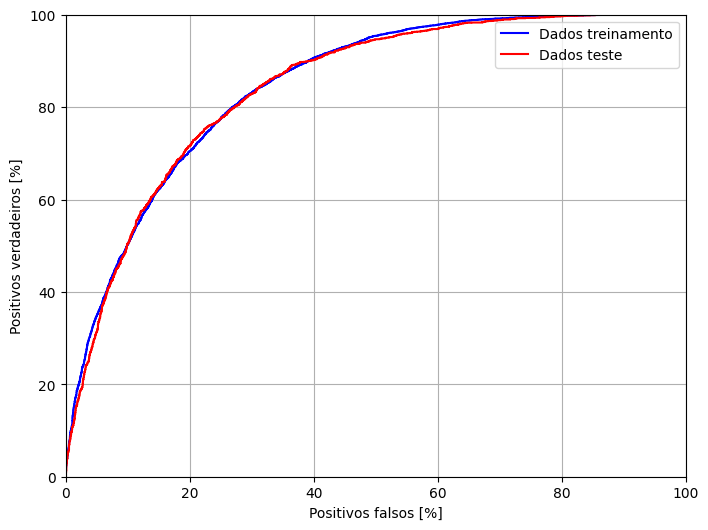 100
80
60
40
20
0
Positivos verdadeiros [%]
Dados treinamento
Dados teste
0 20 40 60 80 100
Positivos falsos [%]